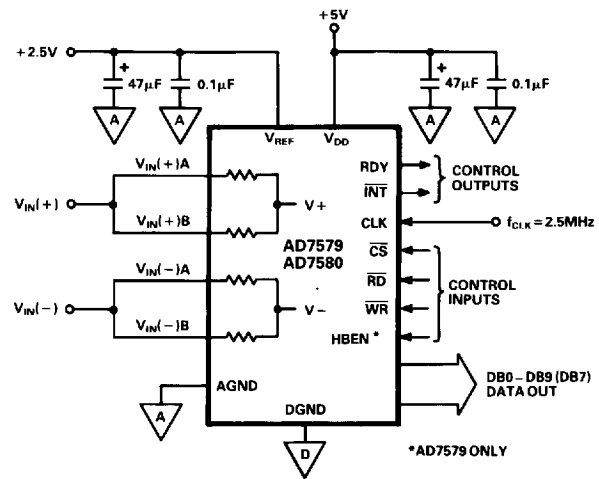 +5V
+2.5V
+
47μF
0.1μF
+
47μF
0.1μF
A
A
A
A
VREF
VDD
VIN(+)A
VIN(+)
VIN(+)B
V+
RDY
INT
CONTROL
OUTPUTS
CLK
fCLK = 2.5MHz
AD7579
AD7580
VIN(−)A
VIN(−)
VIN(−)B
V−
CS
RD
WR
HBEN *
CONTROL
INPUTS
AGND
A
DGND
D
DB0 – DB9 (DB7)
DATA OUT
*AD7579 ONLY